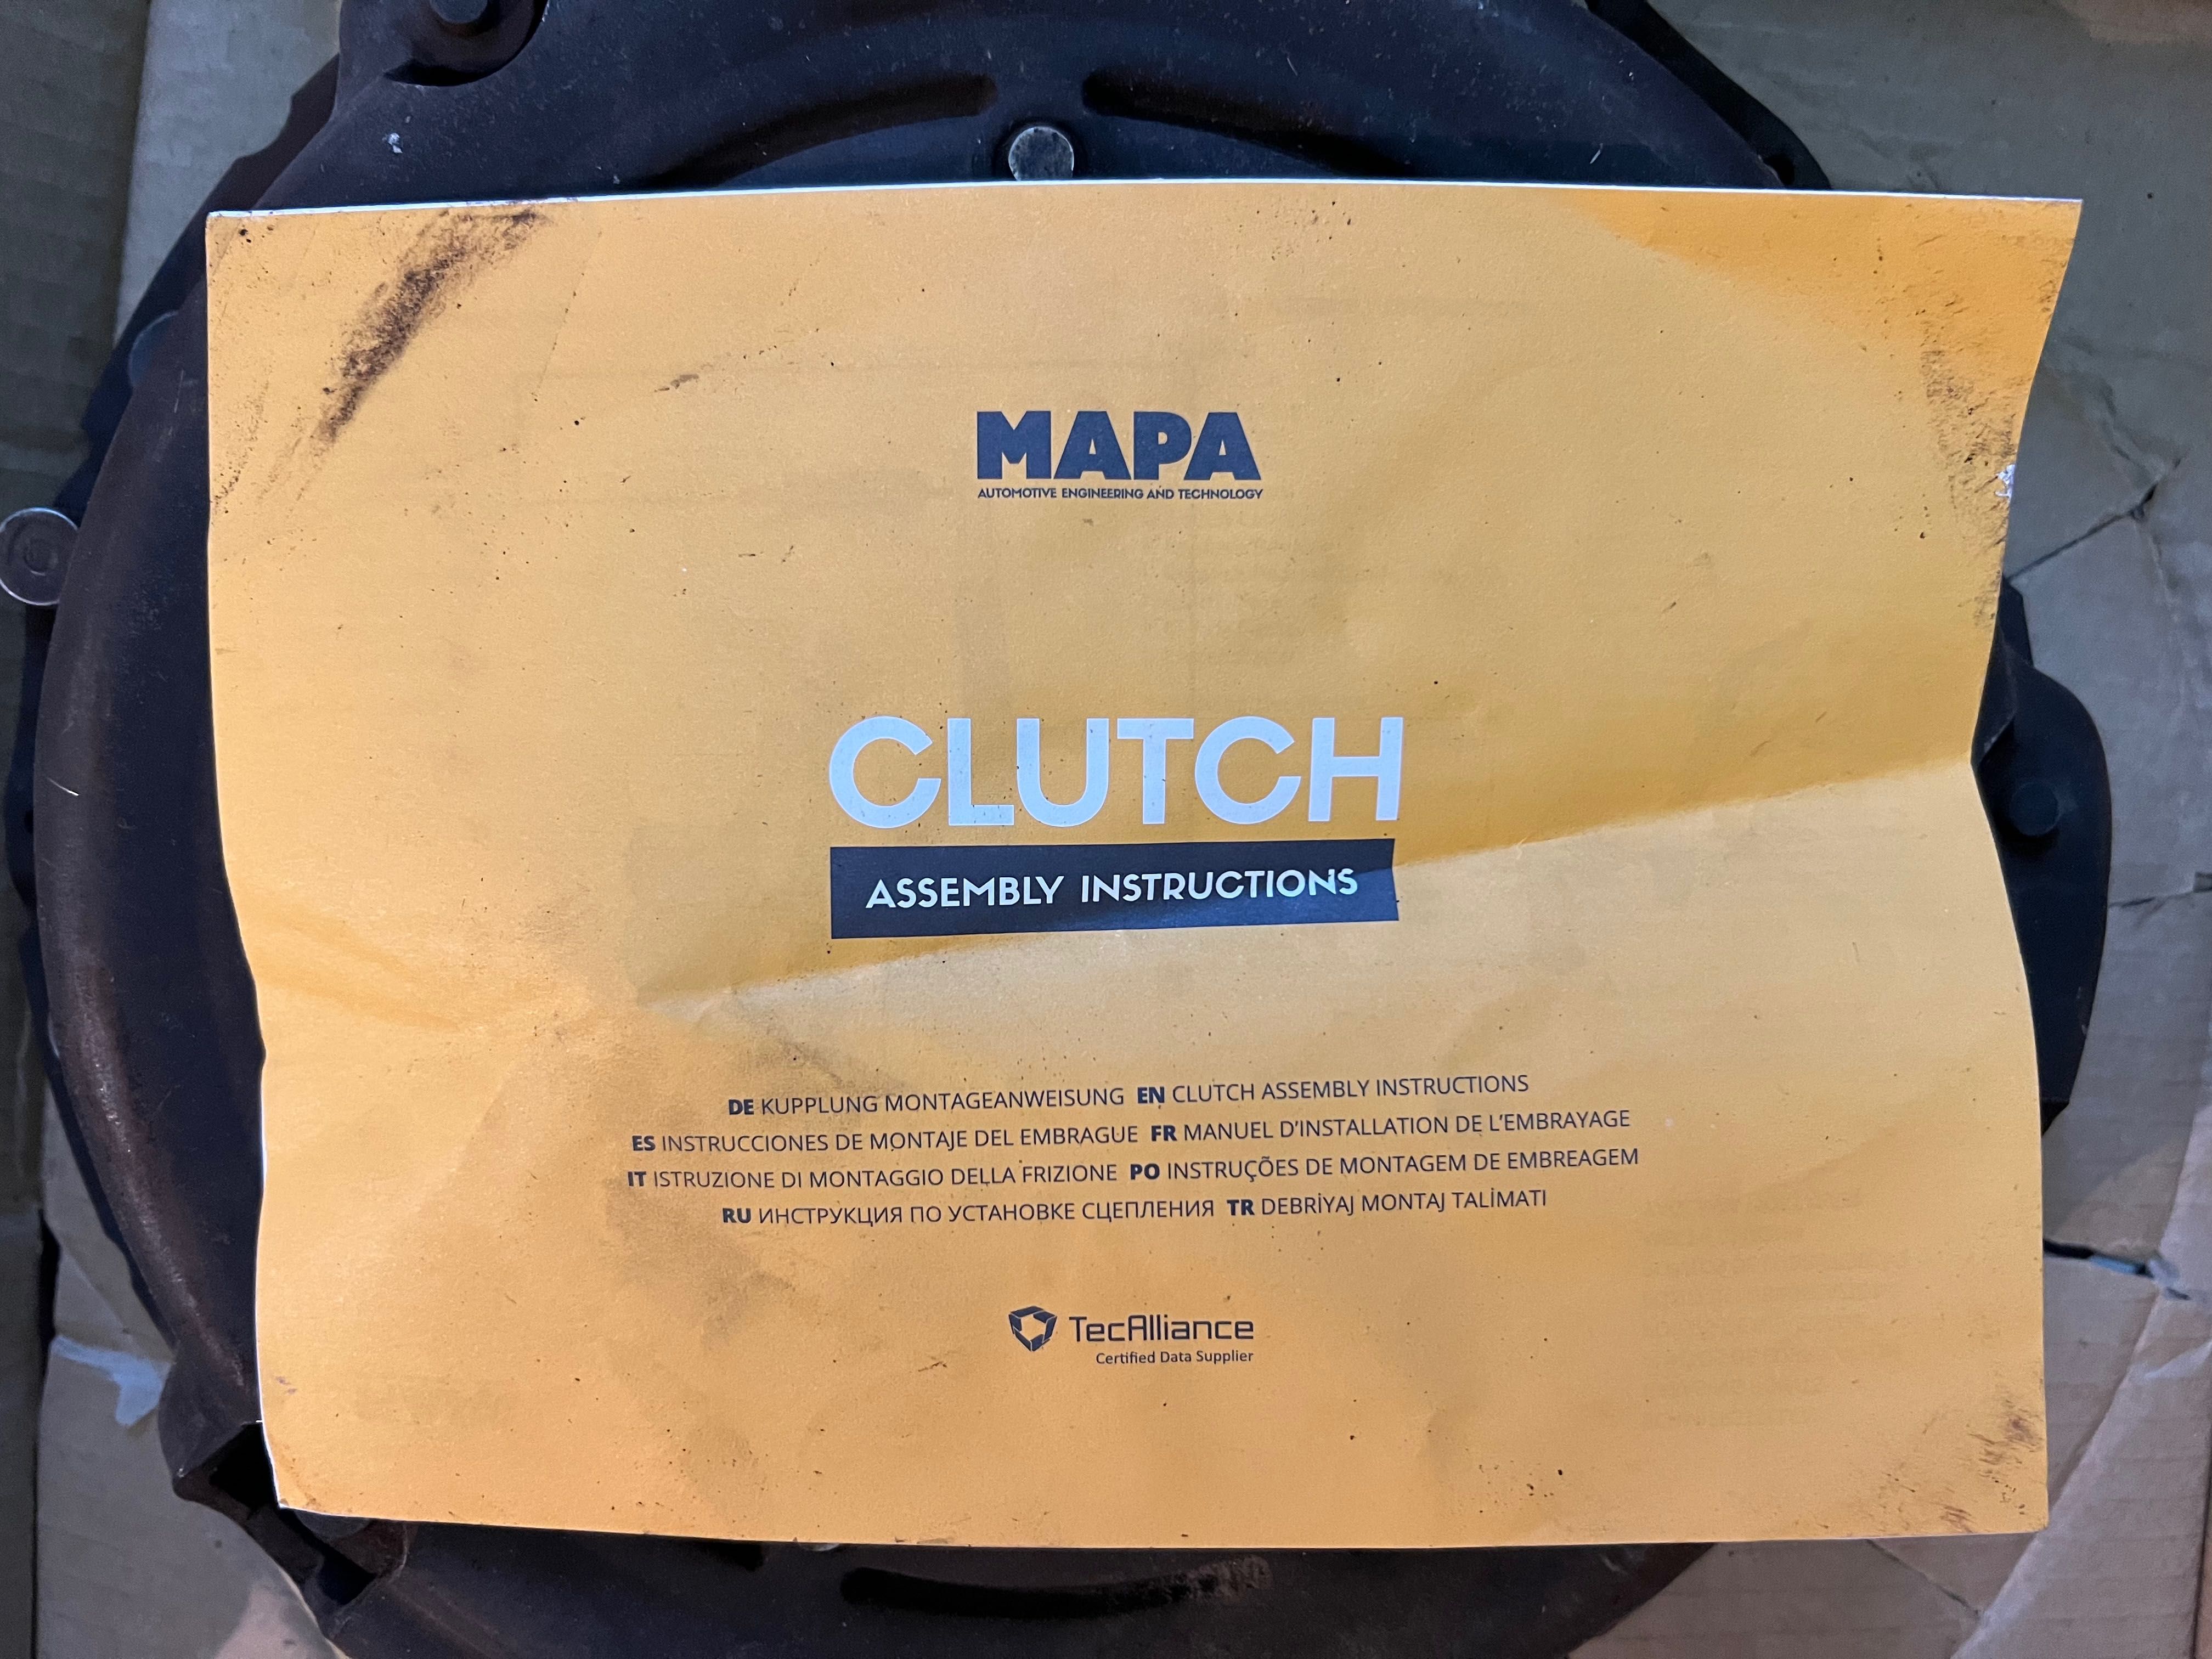 MAPA
AUTOMOTIVE ENGINEERING AND TECHNOLOGY
CLUTCH
ASSEMBLY INSTRUCTIONS
DE KUPPLUNG MONTAGEANWEISUNG EN CLUTCH ASSEMBLY INSTRUCTIONS
ES INSTRUCCIONES DE MONTAJE DEL EMBRAGUE FR MANUEL D'INSTALLATION DE L'EMBRAYAGE
IT ISTRUZIONE DI MONTAGGIO DELLA FRIZIONE PO INSTRUÇÕES DE MONTAGEM DE EMBREAGEM
RU ИНСТРУКЦИЯ ПО УСТАНОВКЕ СЦЕПЛЕНИЯ TR DEBRİYAJ MONTAJ TALİMATI
TecAlliance
Certified Data Supplier